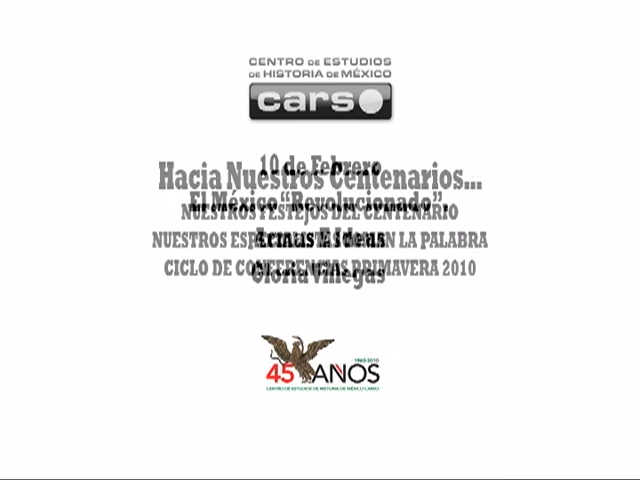 CENTRO DE ESTUDIOS
DE HISTORIA DE MÉXICO
carso
10 de Febrero
Hacia Nuestros Centenarios...
El México “Revolucionado”.
NUESTROS FESTEJOS DEL CENTENARIO
NUESTROS LA PALABRA
CICLO DE CONFERENCIAS PRIMAVERA 2010
Gloria Villegas
1965-2010
45 AÑOS
CENTRO DE ESTUDIOS DE HISTORIA DE MÉXICO CARSO